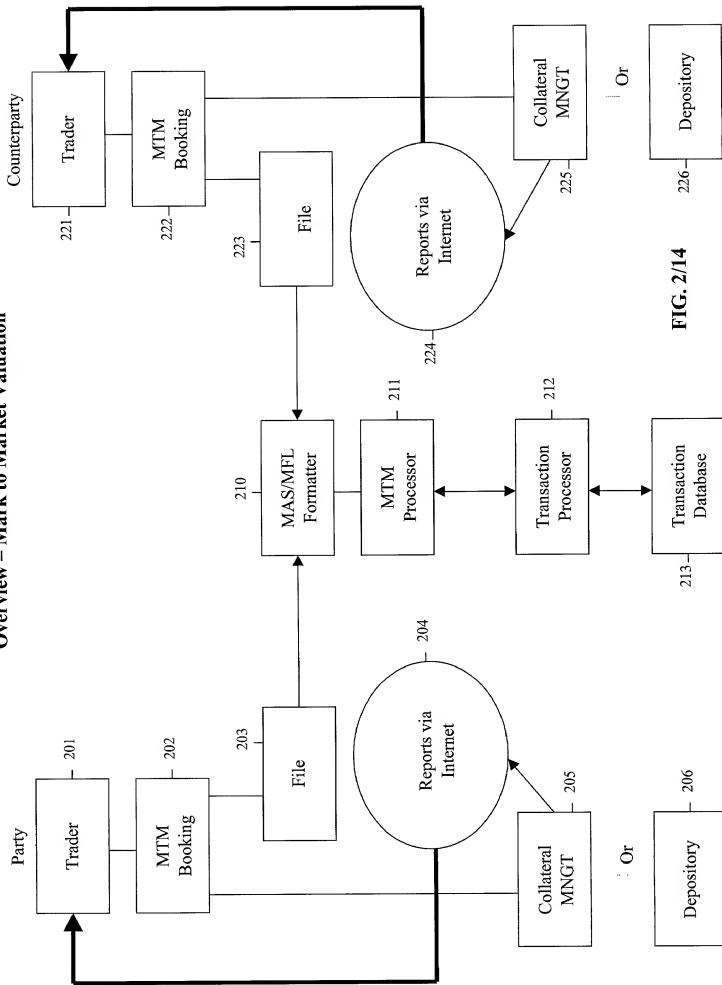 Overview – Mark to Market Valuation
Party
Counterparty
Trader
201
MTM
Booking
202
File
203
Reports via
Internet
204
Collateral
MNGT
205
Or
Depository
206
210
MAS/MFL
Formatter
MTM
Processor
211
Transaction
Processor
212
Transaction
Database
213
Trader
221
MTM
Booking
222
File
223
Reports via
Internet
224
Collateral
MNGT
225
Or
Depository
226
FIG. 2/14